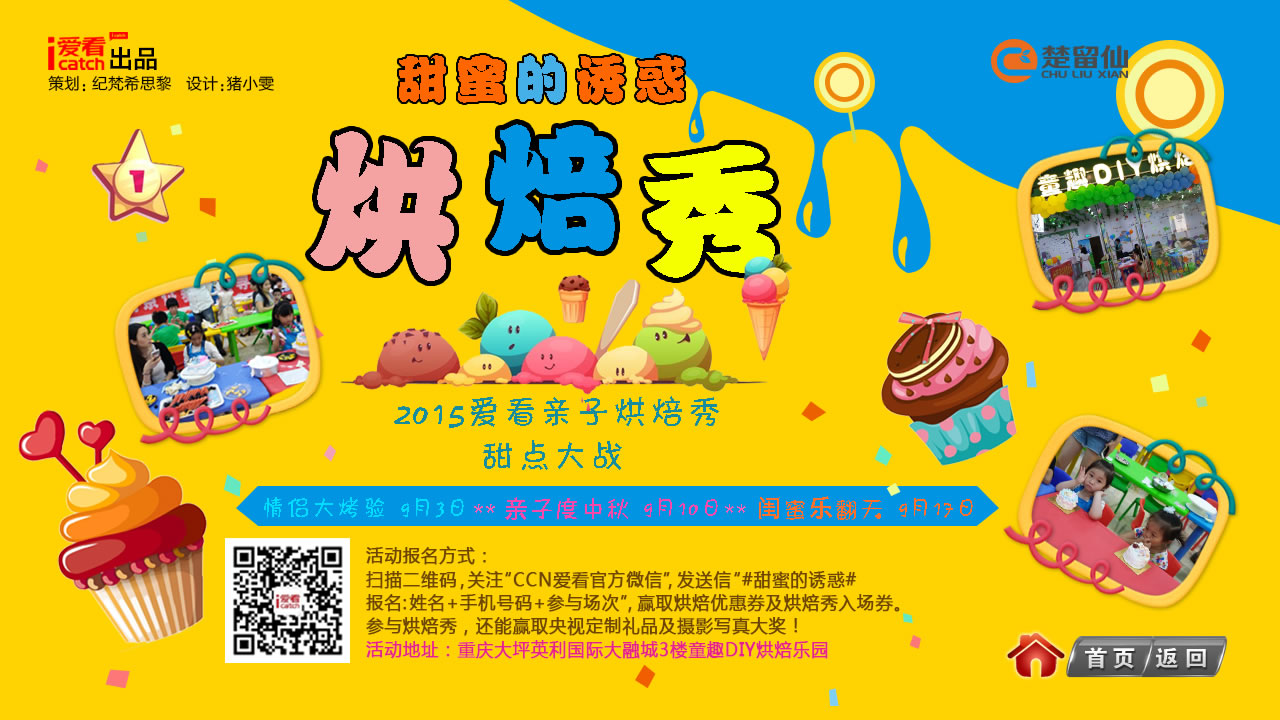 爱看
icatch 出品
策划: 纪梵希思黎 设计:猪小雯
楚留仙
CHU LIU XIAN
甜蜜的诱惑
烘焙秀
1
童趣DIY烘焙
2015爱看亲子烘焙秀
甜点大战
情侣大烤验 9月3日** 亲子度中秋 9月10日** 闺蜜乐翻天 9月17日
爱看
icatch
活动报名方式：
扫描二维码,关注"CCN爱看官方微信",发送信"#甜蜜的诱惑#
报名:姓名+手机号码+参与场次",赢取烘焙优惠券及烘焙秀入场券。
参与烘焙秀，还能赢取央视定制礼品及摄影写真大奖！
活动地址：重庆大坪英利国际大融城3楼童趣DIY烘焙乐园
首页 返回